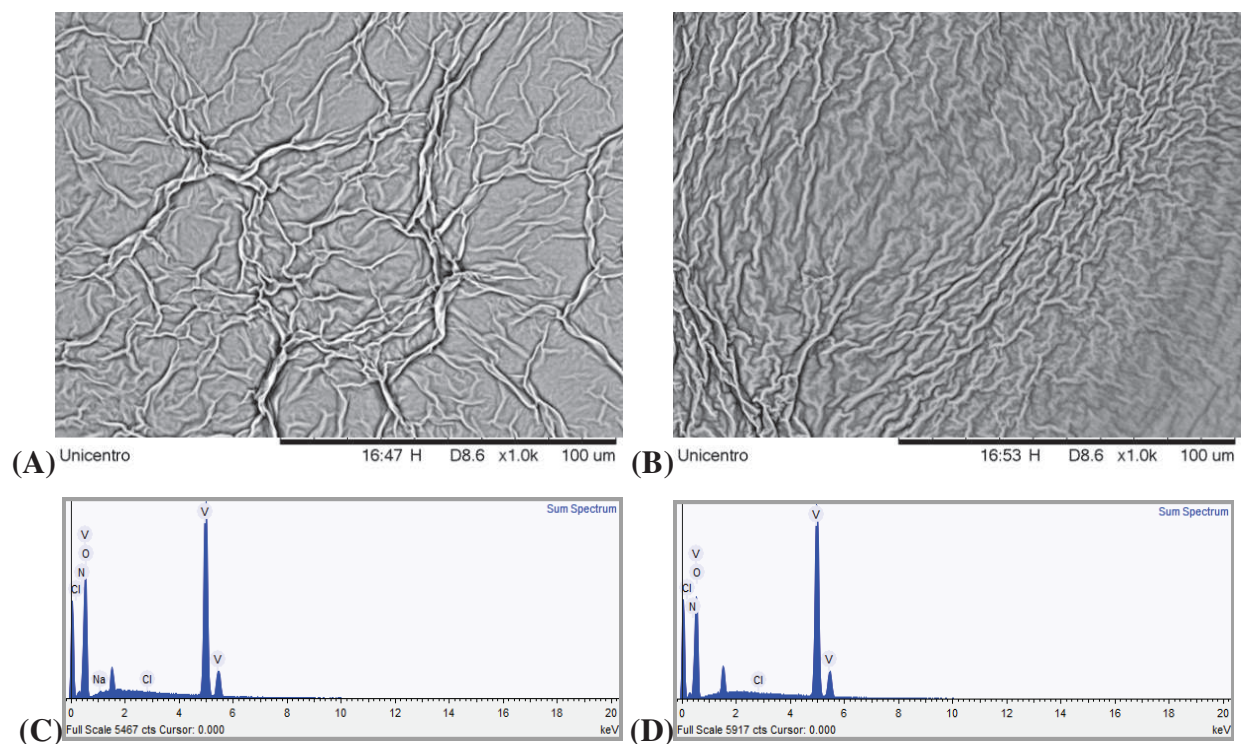 (A) Unicentro 16:47 H D8.6 x1.0k 100 um
(B) Unicentro 16:53 H D8.6 x1.0k 100 um
Sum Spectrum
V
V
O
N
Cl
V
Na
Cl
0 2 4 6 8 10 12 14 16 18 20
(C) Full Scale 5467 cts Cursor: 0.000 keV
Sum Spectrum
V
V
O
Cl
N
V
Cl
0 2 4 6 8 10 12 14 16 18 20
(D) Full Scale 5917 cts Cursor: 0.000 keV